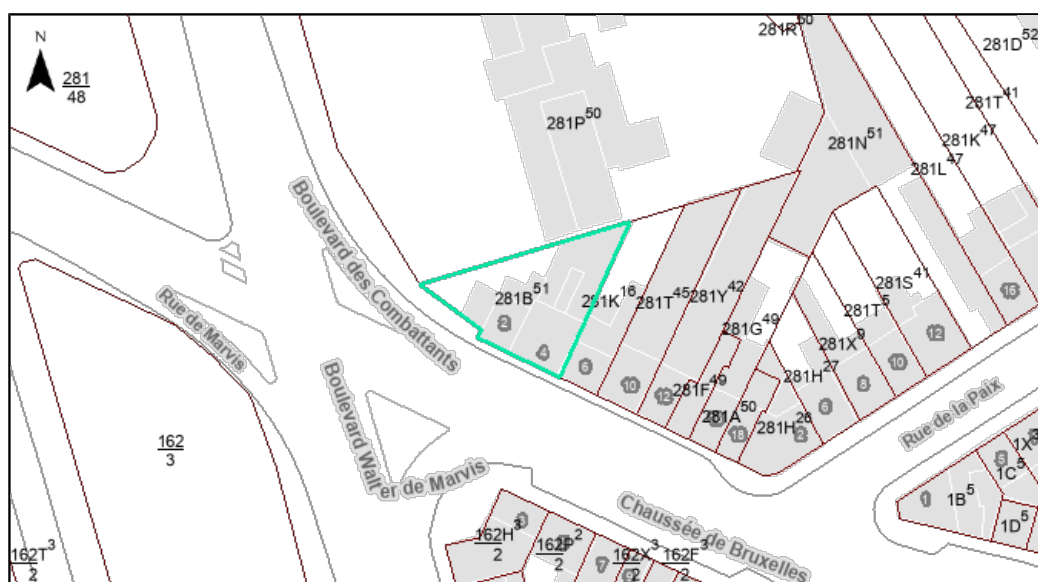 N
281
48
281R50
281D52
281T41
281K47
281L47
281P50
281N51
Boulevard des Combattants
Rue de Marvis
281B51
281K16
281T45
281Y42
281S41
281T5
281G49
281X9
281H27
281F49
281A50
281H26
2
4
6
10
12
18
2
6
8
10
12
15
Boulevard Walter de Marvis
Rue de la Paix
Chaussée de Bruxelles
162
3
162T3
2
162H3
2
162P2
2
162X3
2
162F3
2
7
9
1
1B5
5
1C5
1X3
1D5